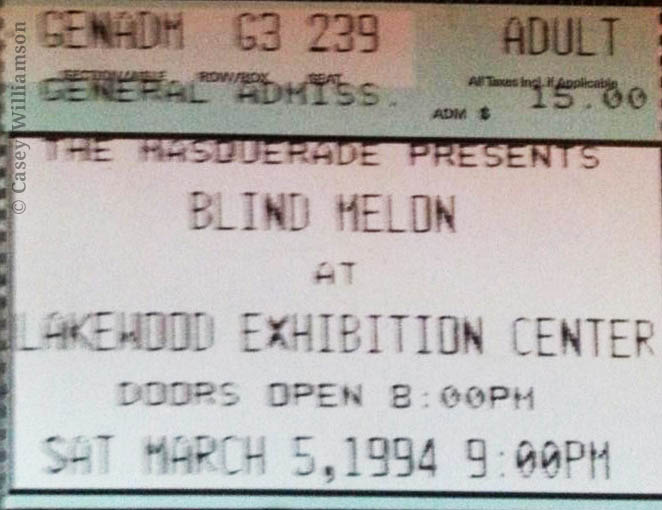 GENADM G3 239 ADULT
SECTION/AISLE ROW/BOX SEAT All Taxes Incl. If Applicable
GENERAL ADMISS. 15.00
ADM $
THE MASQUERADE PRESENTS
BLIND MELON
AT
LAKEWOOD EXHIBITION CENTER
DOORS OPEN 8:00PM
SAT MARCH 5,1994 9:00PM
© Casey Williamson